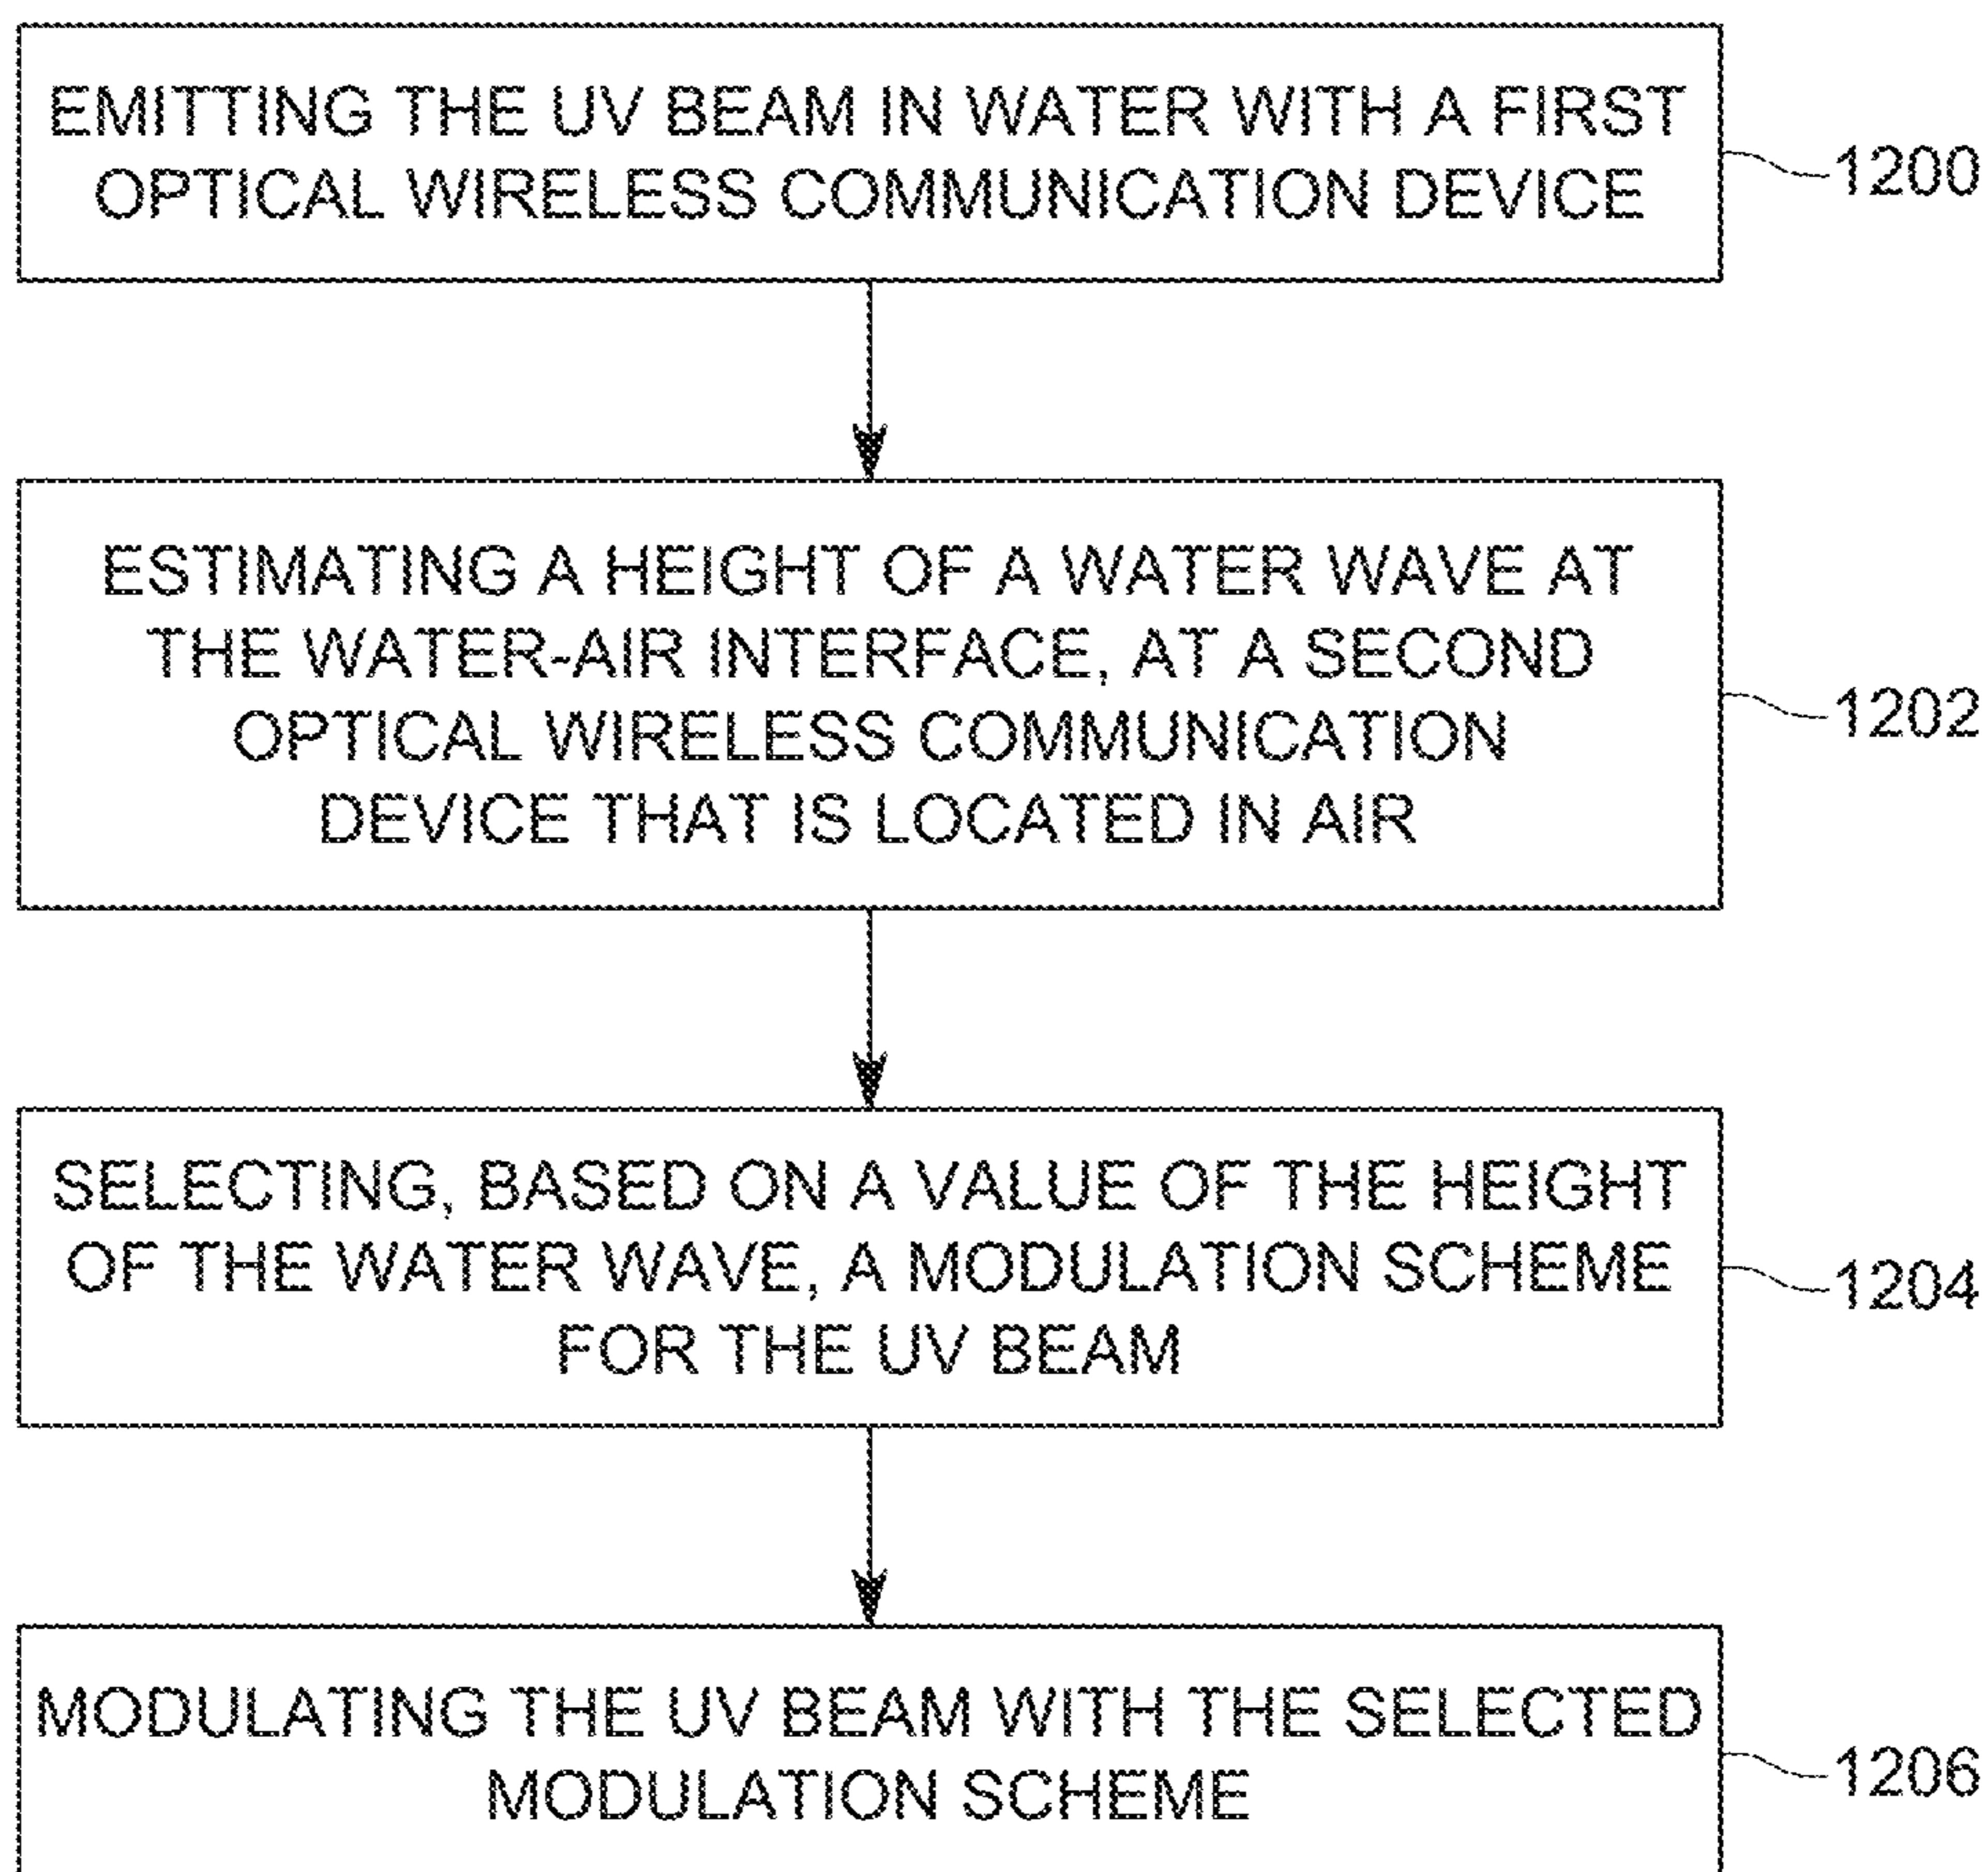 EMITTING THE UV BEAM IN WATER WITH A FIRST
OPTICAL WIRELESS COMMUNICATION DEVICE
1200
ESTIMATING A HEIGHT OF A WATER WAVE AT
THE WATER-AIR INTERFACE, AT A SECOND
OPTICAL WIRELESS COMMUNICATION
DEVICE THAT IS LOCATED IN AIR
1202
SELECTING, BASED ON A VALUE OF THE HEIGHT
OF THE WATER WAVE, A MODULATION SCHEME
FOR THE UV BEAM
1204
MODULATING THE UV BEAM WITH THE SELECTED
MODULATION SCHEME
1206